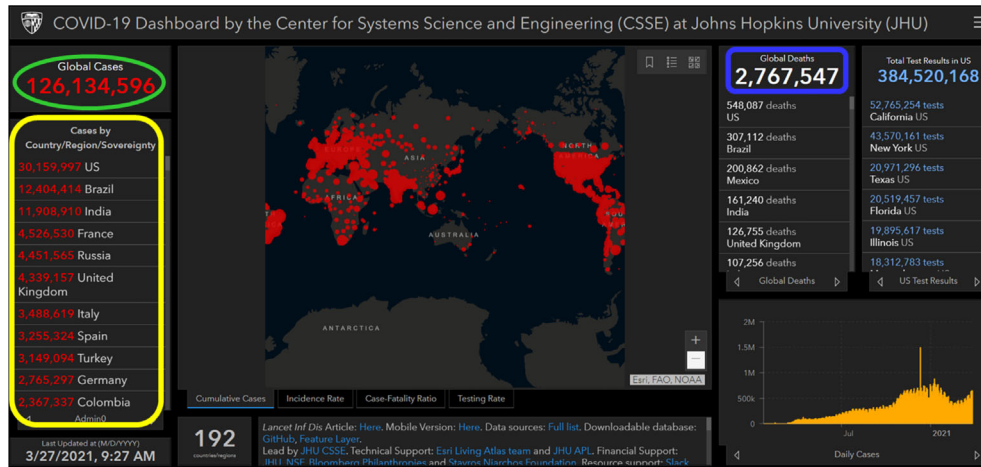 COVID-19 Dashboard by the Center for Systems Science and Engineering (CSSE) at Johns Hopkins University (JHU)
Global Cases
126,134,596
Cases by
Country/Region/Sovereignty
30,159,997 US
12,404,414 Brazil
11,908,910 India
4,526,530 France
4,451,565 Russia
4,339,157 United
Kingdom
3,488,619 Italy
3,255,324 Spain
3,149,094 Turkey
2,765,297 Germany
2,367,337 Colombia
Admin0
Last Updated at (M/D/YYYY)
3/27/2021, 9:27 AM
EUROPE
ASIA
AFRICA
AUSTRALIA
NORTH
AMERICA
ANTARCTICA
Esri, FAO, NOAA
Cumulative Cases
Incidence Rate
Case-Fatality Ratio
Testing Rate
192
countries/regions
Lancet Inf Dis Article: Here. Mobile Version: Here. Data sources: Full list. Downloadable database:
GitHub, Feature Layer.
Lead by JHU CSSE. Technical Support: Esri Living Atlas team and JHU APL. Financial Support:
JHU, NSF, Bloomberg Philanthropies and Stavros Niarchos Foundation. Resource support: Slack,
Global Deaths
2,767,547
548,087 deaths
US
307,112 deaths
Brazil
200,862 deaths
Mexico
161,240 deaths
India
126,755 deaths
United Kingdom
107,256 deaths
Global Deaths
Total Test Results in US
384,520,168
52,765,254 tests
California US
43,570,161 tests
New York US
20,971,296 tests
Texas US
20,519,457 tests
Florida US
19,895,617 tests
Illinois US
18,312,783 tests
US Test Results
2M
1.5M
1M
500k
0
Jul
2021
Daily Cases